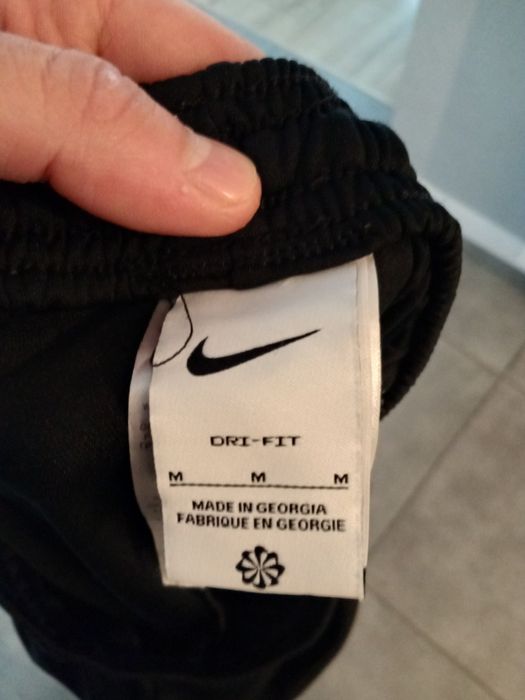 DRI-FIT
M M M
MADE IN GEORGIA
FABRIQUE EN GEORGIE